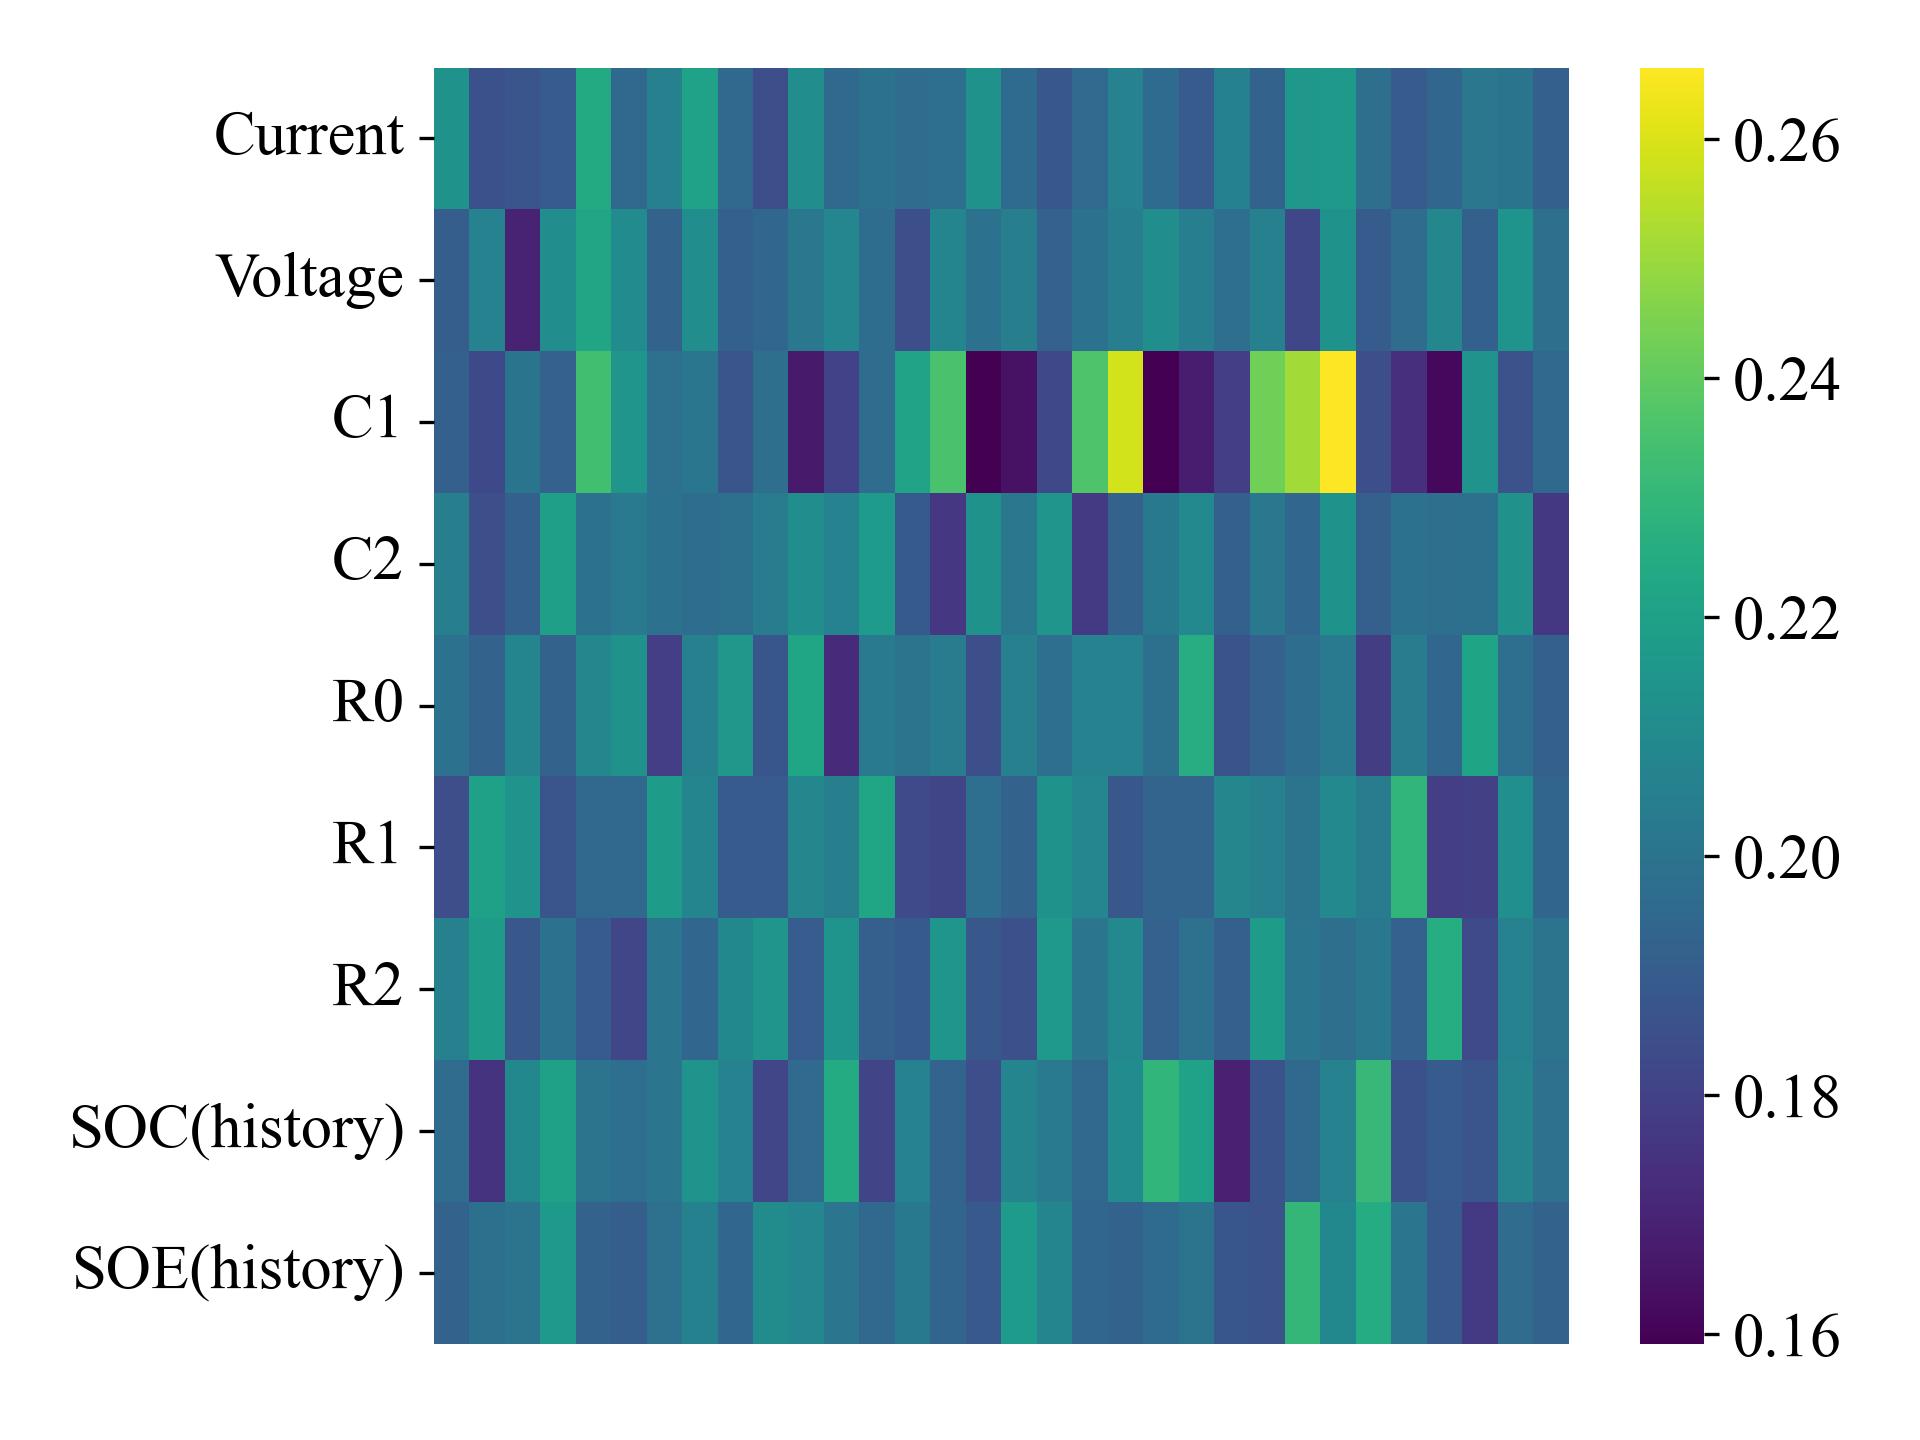 Current
Voltage
C1
C2
R0
R1
R2
SOC(history)
SOE(history)
0.26
0.24
0.22
0.20
0.18
0.16